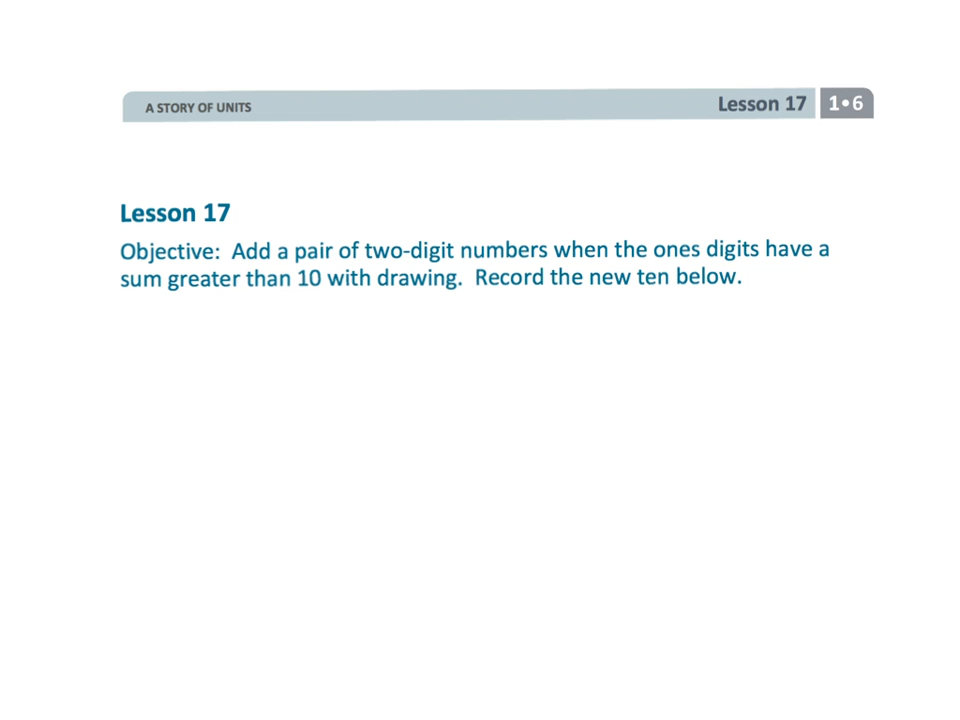 A STORY OF UNITS
Lesson 17
1•6
Lesson 17
Objective: Add a pair of two-digit numbers when the ones digits have a
sum greater than 10 with drawing. Record the new ten below.